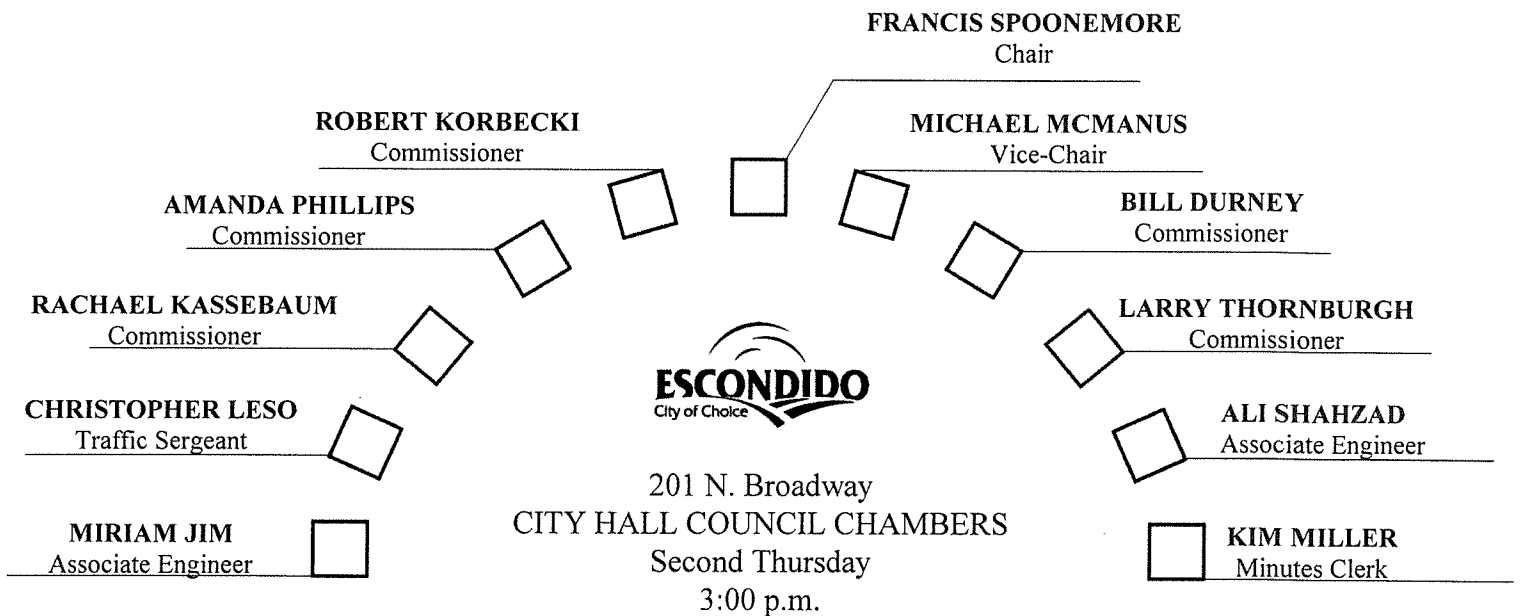 FRANCIS SPOONEMORE
Chair
ROBERT KORBECKI
Commissioner
MICHAEL MCMANUS
Vice-Chair
AMANDA PHILLIPS
Commissioner
BILL DURNEY
Commissioner
RACHAEL KASSEBAUM
Commissioner
LARRY THORNBURGH
Commissioner
ESCONDIDO
City of Choice
CHRISTOPHER LESO
Traffic Sergeant
ALI SHAHZAD
Associate Engineer
201 N. Broadway
CITY HALL COUNCIL CHAMBERS
Second Thursday
3:00 p.m.
MIRIAM JIM
Associate Engineer
KIM MILLER
Minutes Clerk